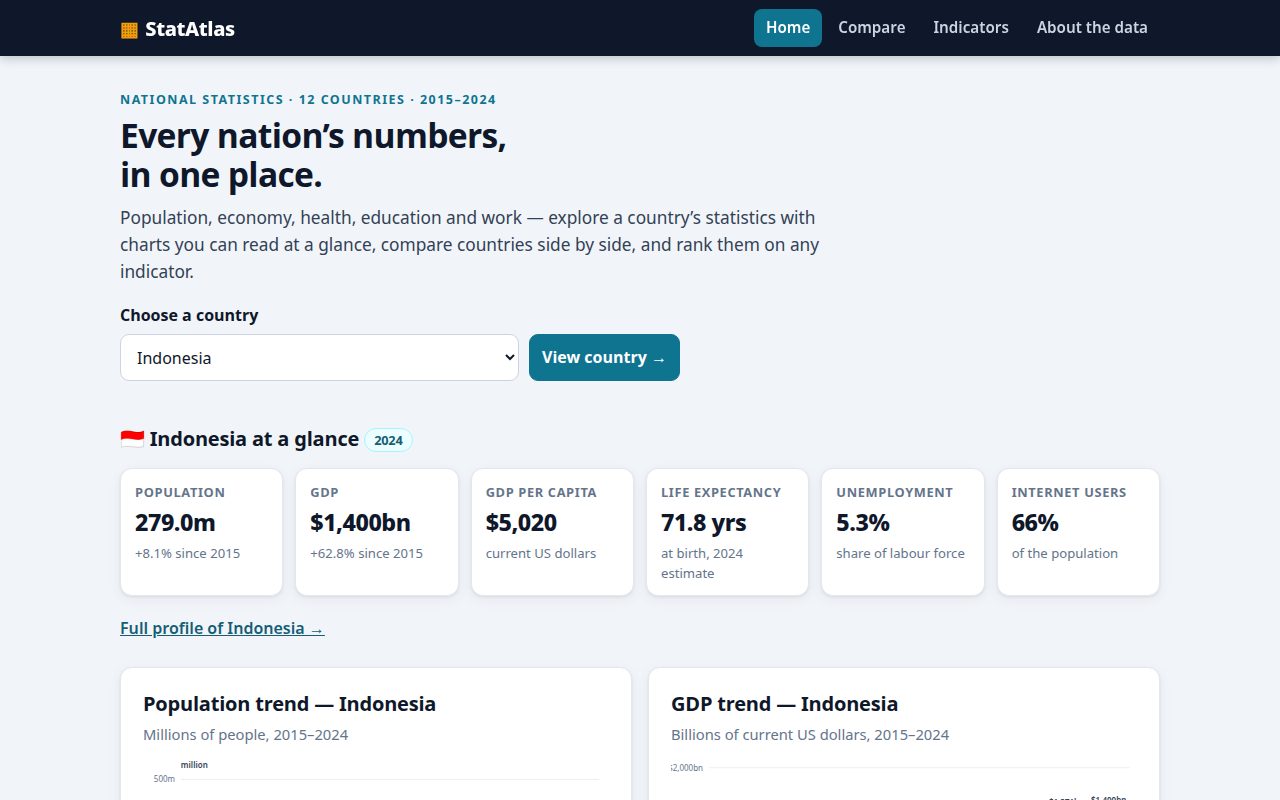 StatAtlas
Home Compare Indicators About the data
NATIONAL STATISTICS · 12 COUNTRIES · 2015–2024
Every nation’s numbers,
in one place.
Population, economy, health, education and work — explore a country’s statistics with
charts you can read at a glance, compare countries side by side, and rank them on any
indicator.
Choose a country
Indonesia
View country →
Indonesia at a glance 2024
POPULATION
279.0m
+8.1% since 2015
GDP
$1,400bn
+62.8% since 2015
GDP PER CAPITA
$5,020
current US dollars
LIFE EXPECTANCY
71.8 yrs
at birth, 2024
estimate
UNEMPLOYMENT
5.3%
share of labour force
INTERNET USERS
66%
of the population
Full profile of Indonesia →
Population trend — Indonesia
Millions of people, 2015–2024
million
500m
GDP trend — Indonesia
Billions of current US dollars, 2015–2024
$2,000bn
$1,400bn